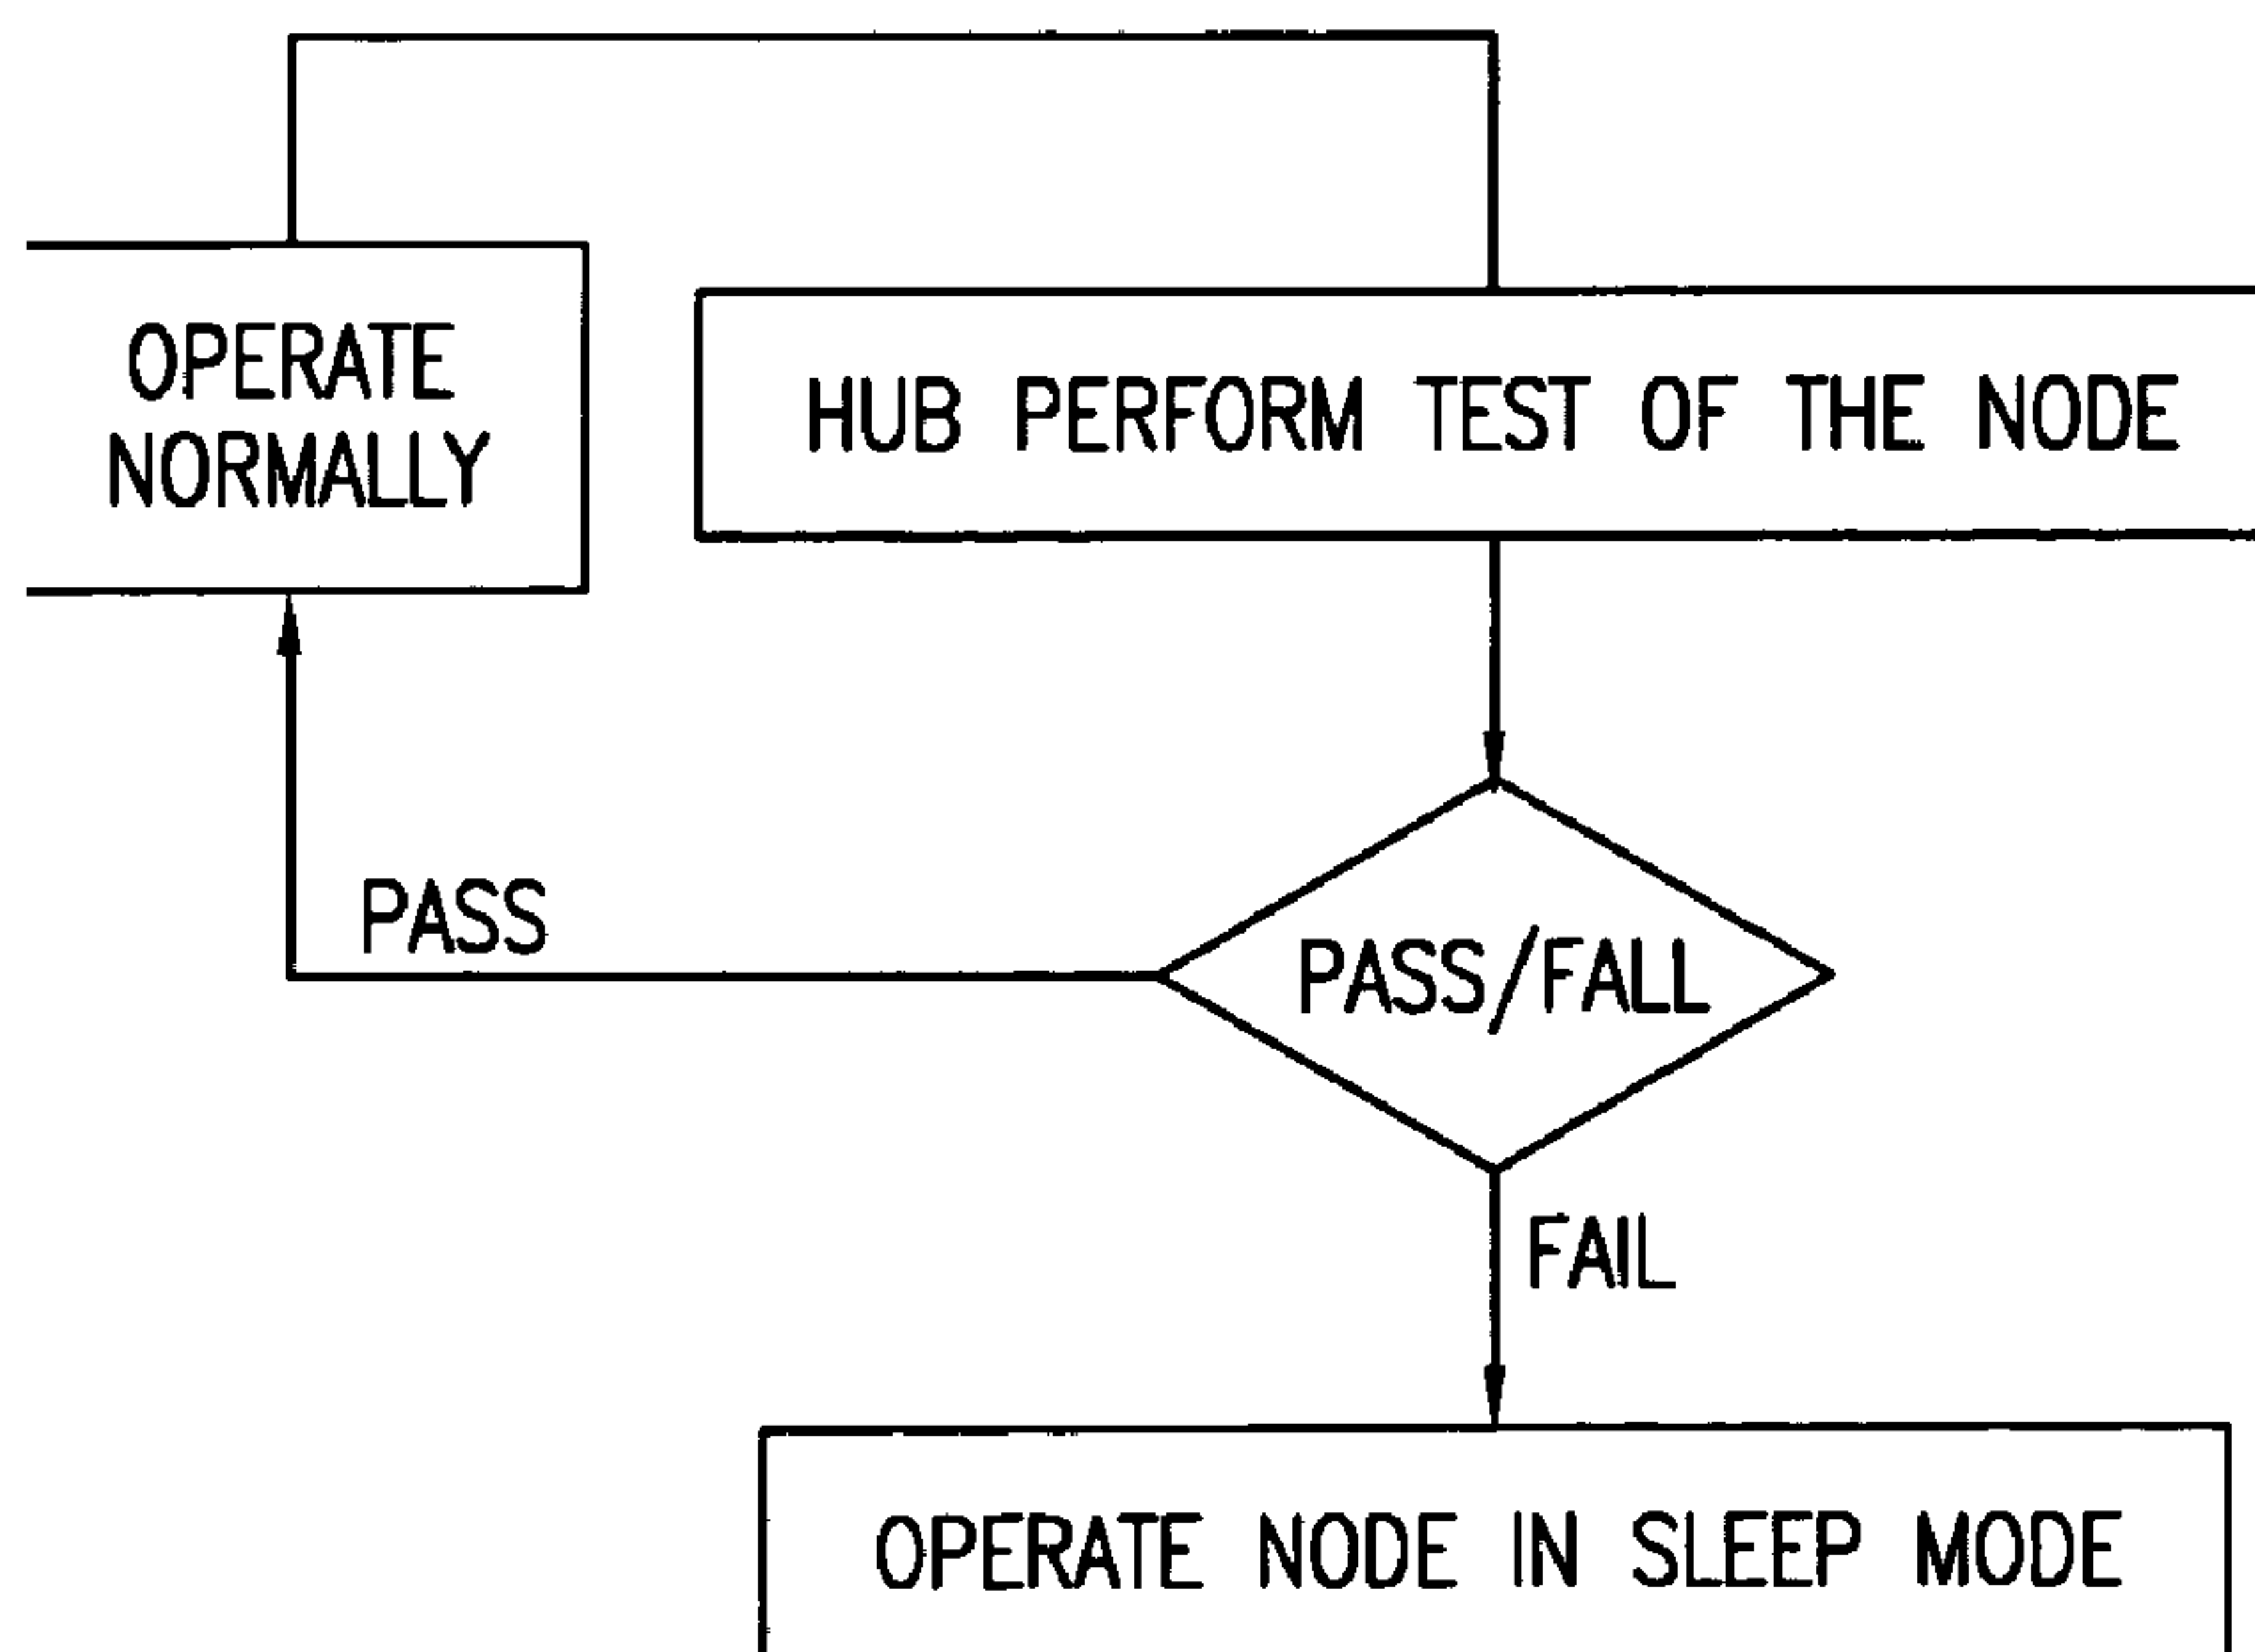 OPERATE
NORMALLY
HUB PERFORM TEST OF THE NODE
PASS
PASS/FALL
FAIL
OPERATE NODE IN SLEEP MODE